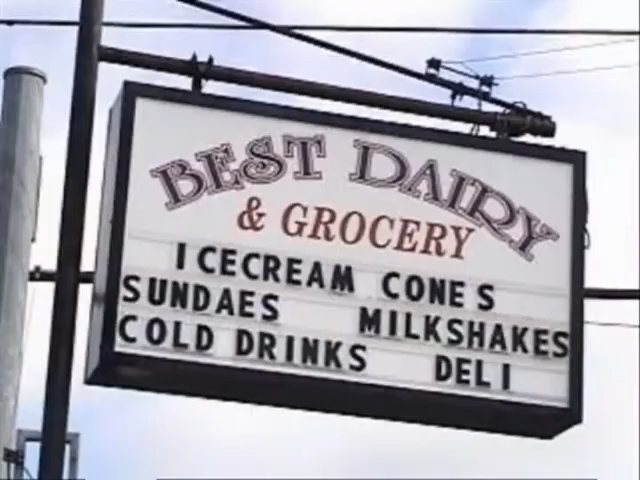 BEST DAIRY
& GROCERY
ICECREAM CONES
SUNDAES MILKSHAKES
COLD DRINKS DELI